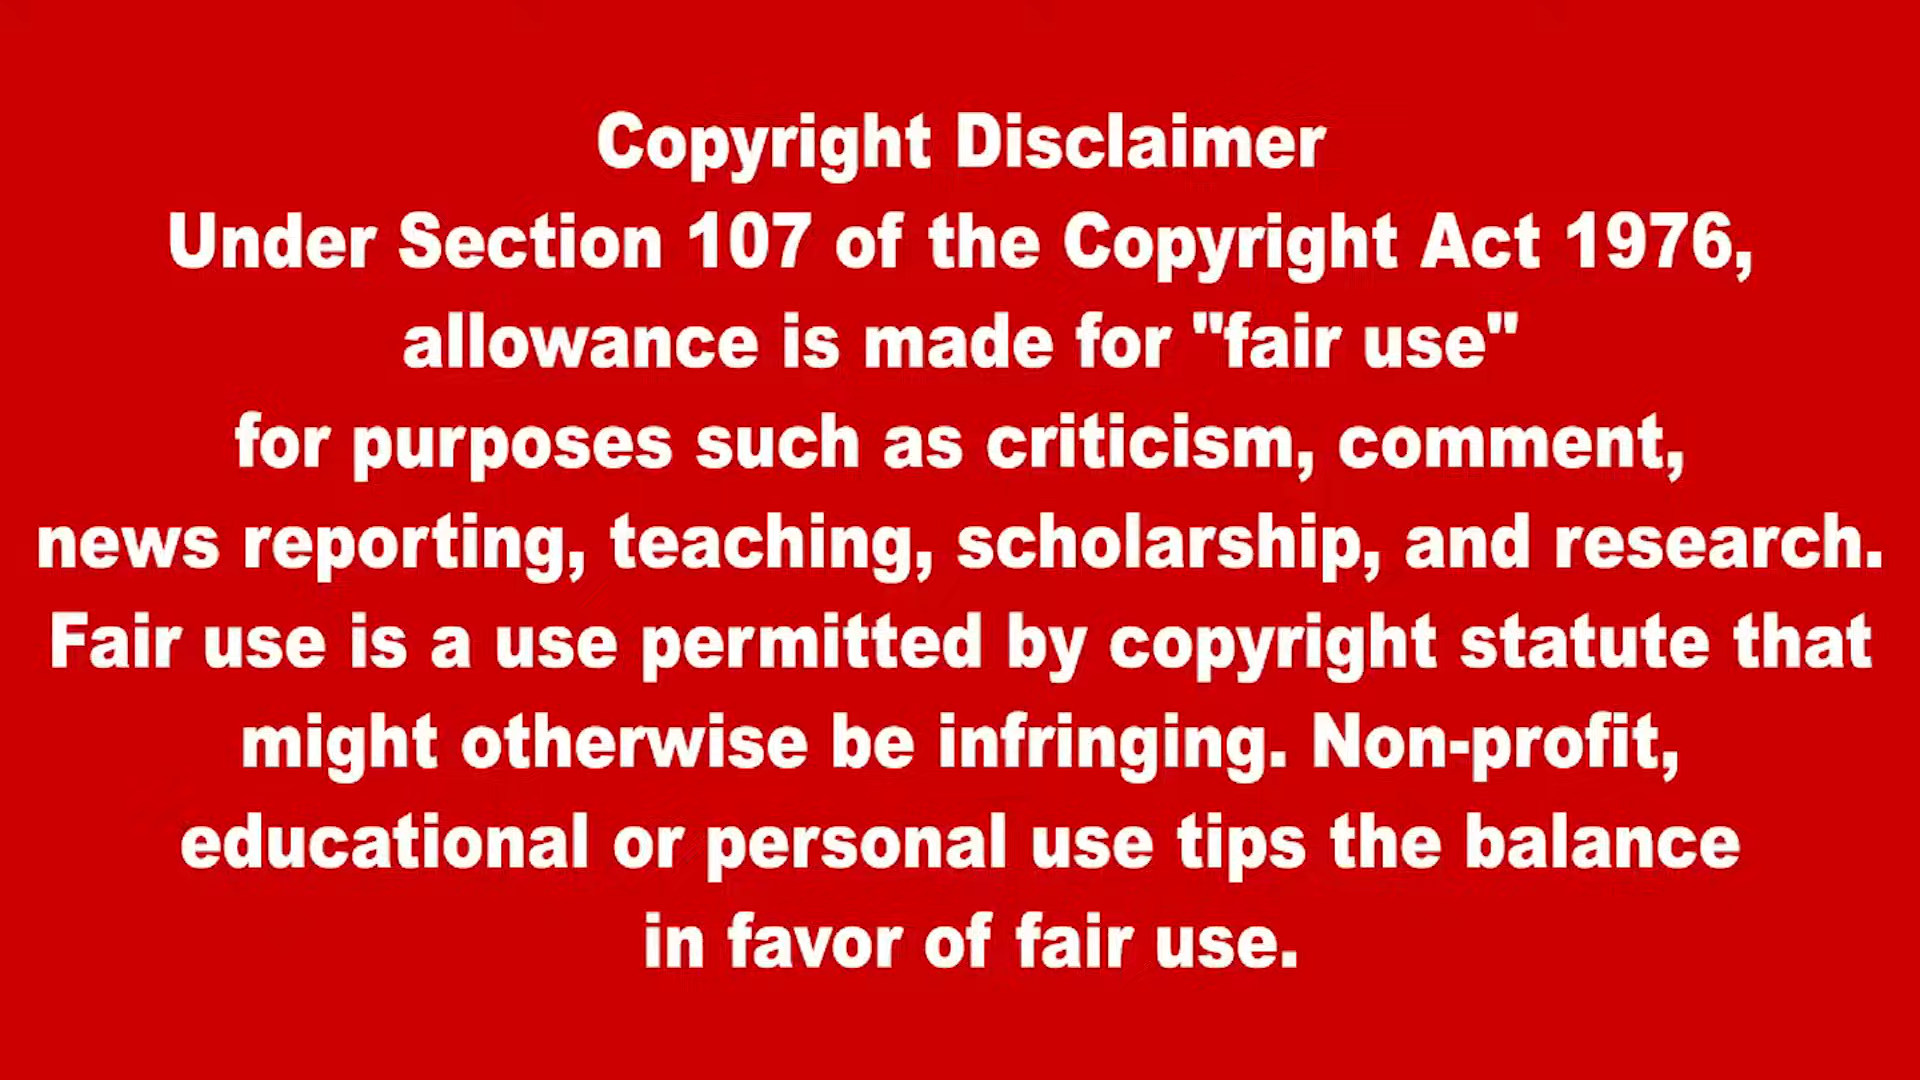 Copyright Disclaimer
Under Section 107 of the Copyright Act 1976,
allowance is made for "fair use"
for purposes such as criticism, comment,
news reporting, teaching, scholarship, and research.
Fair use is a use permitted by copyright statute that
might otherwise be infringing. Non-profit,
educational or personal use tips the balance
in favor of fair use.